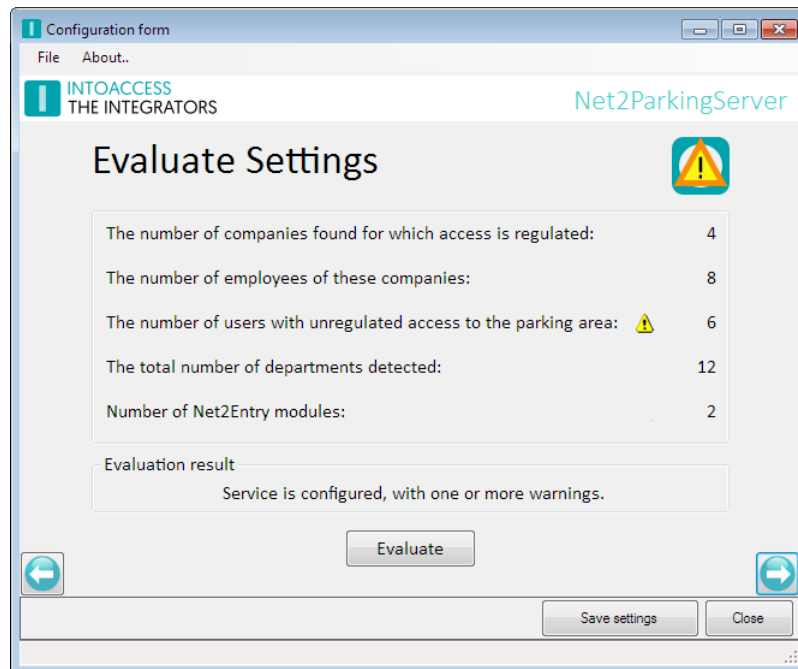 Configuration form
File About..
INTOACCESS
THE INTEGRATORS
Net2ParkingServer
Evaluate Settings
The number of companies found for which access is regulated: 4
The number of employees of these companies: 8
The number of users with unregulated access to the parking area: 6
The total number of departments detected: 12
Number of Net2Entry modules: 2
Evaluation result
Service is configured, with one or more warnings.
Evaluate
Save settings Close